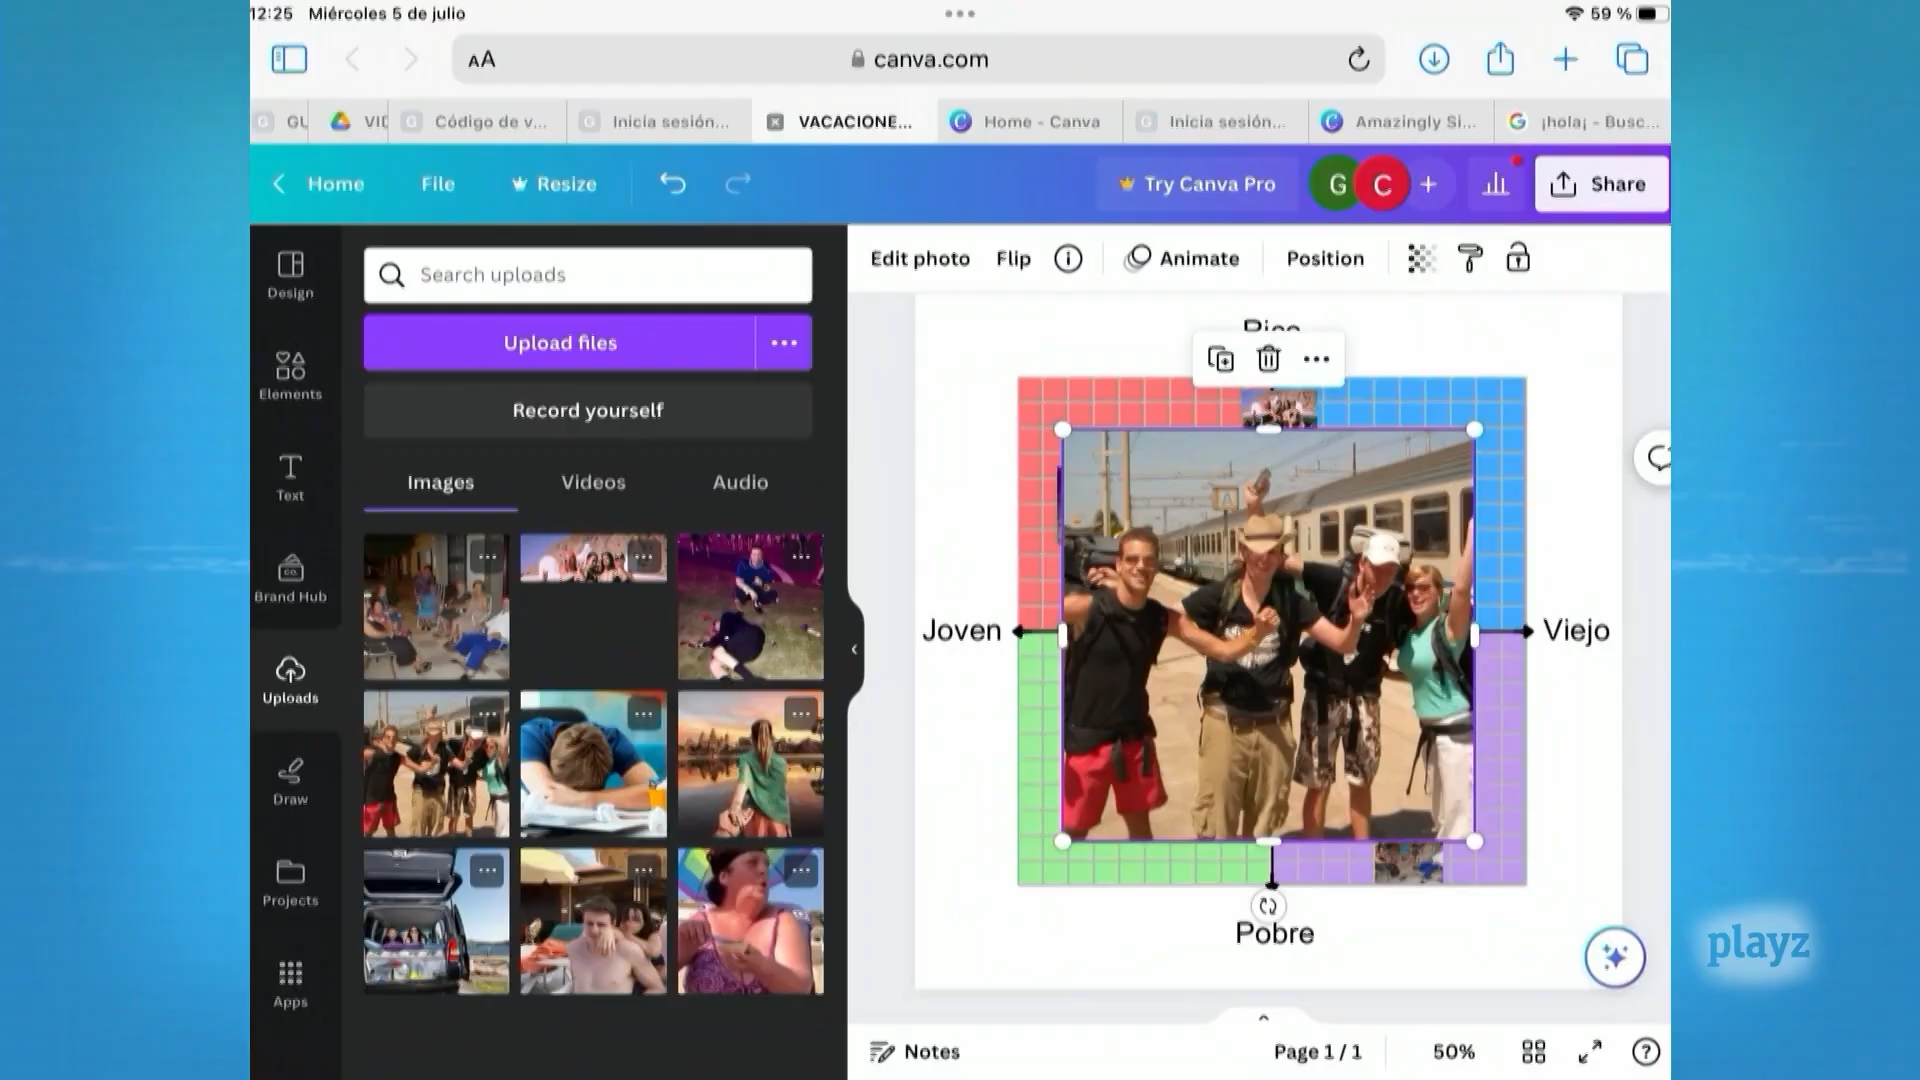 12:25 Miércoles 5 de julio
59 %
AA canva.com
GU VID Código de v... Inicia sesión... VACACIONE... Home - Canva Inicia sesión... Amazingly Si... ¡hola¡ - Busc...
Home File Resize Try Canva Pro G C + Share
Design
Elements
Text
Brand Hub
Uploads
Draw
Projects
Apps
Search uploads
Upload files
Record yourself
Images Videos Audio
Edit photo Flip Animate Position
Joven
Viejo
Pobre
Notes Page 1 / 1 50%
playz